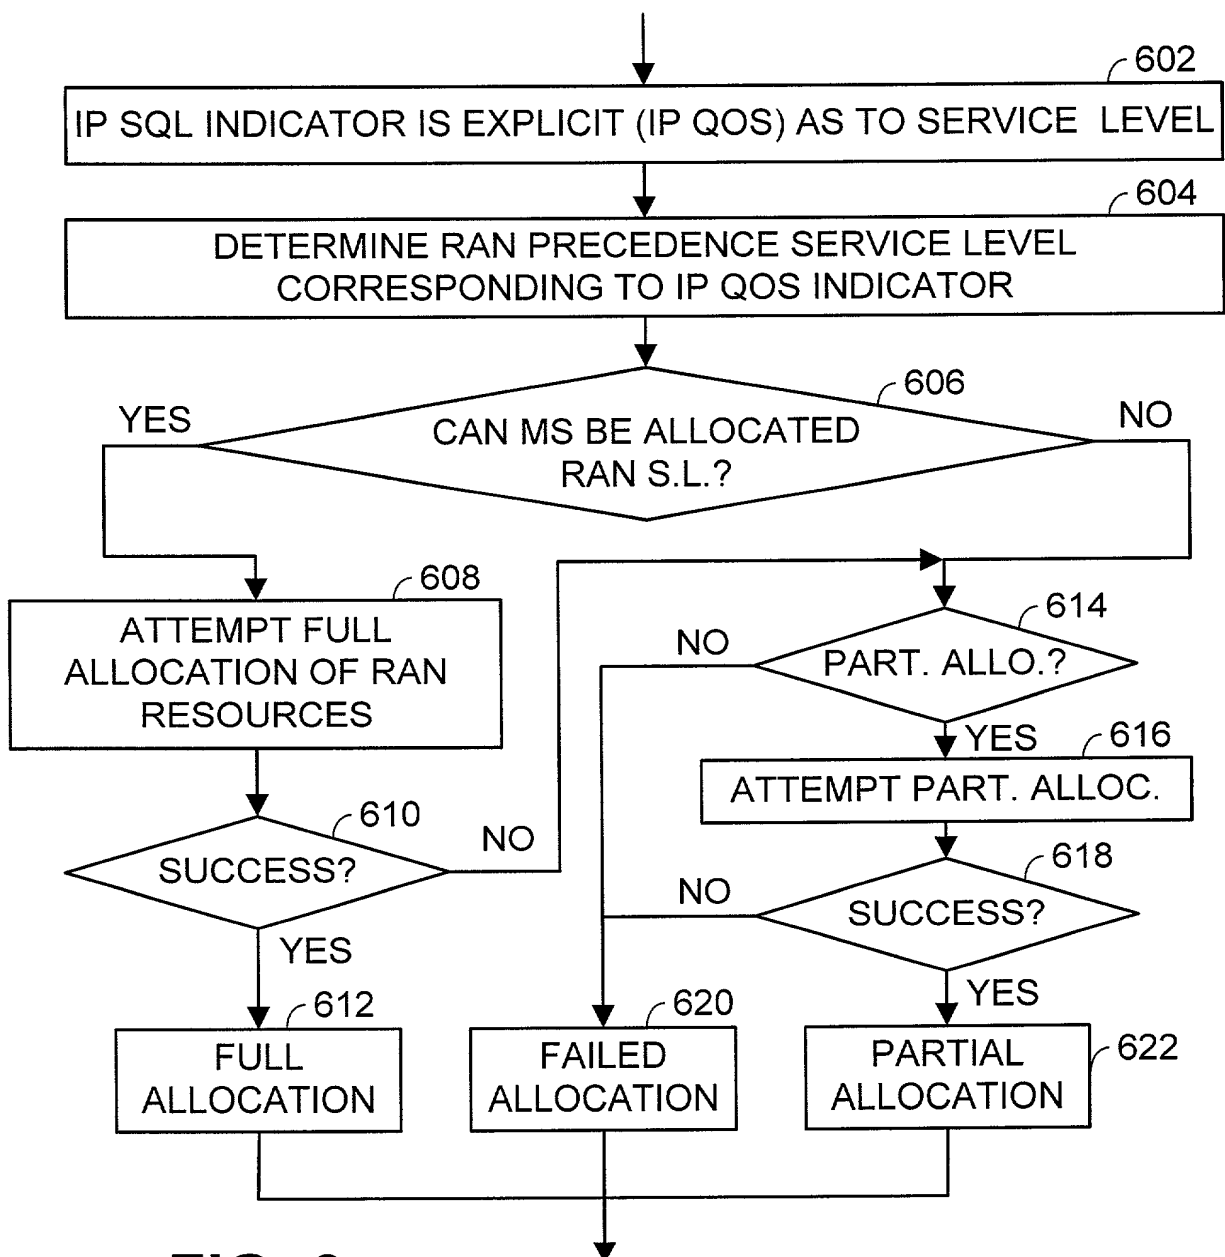 602
IP SQL INDICATOR IS EXPLICIT (IP QOS) AS TO SERVICE LEVEL
604
DETERMINE RAN PRECEDENCE SERVICE LEVEL
CORRESPONDING TO IP QOS INDICATOR
606
YES
NO
CAN MS BE ALLOCATED
RAN S.L.?
608
ATTEMPT FULL
ALLOCATION OF RAN
RESOURCES
614
NO
PART. ALLO.?
YES
616
ATTEMPT PART. ALLOC.
610
NO
SUCCESS?
YES
618
NO
SUCCESS?
YES
612
FULL
ALLOCATION
620
FAILED
ALLOCATION
622
PARTIAL
ALLOCATION